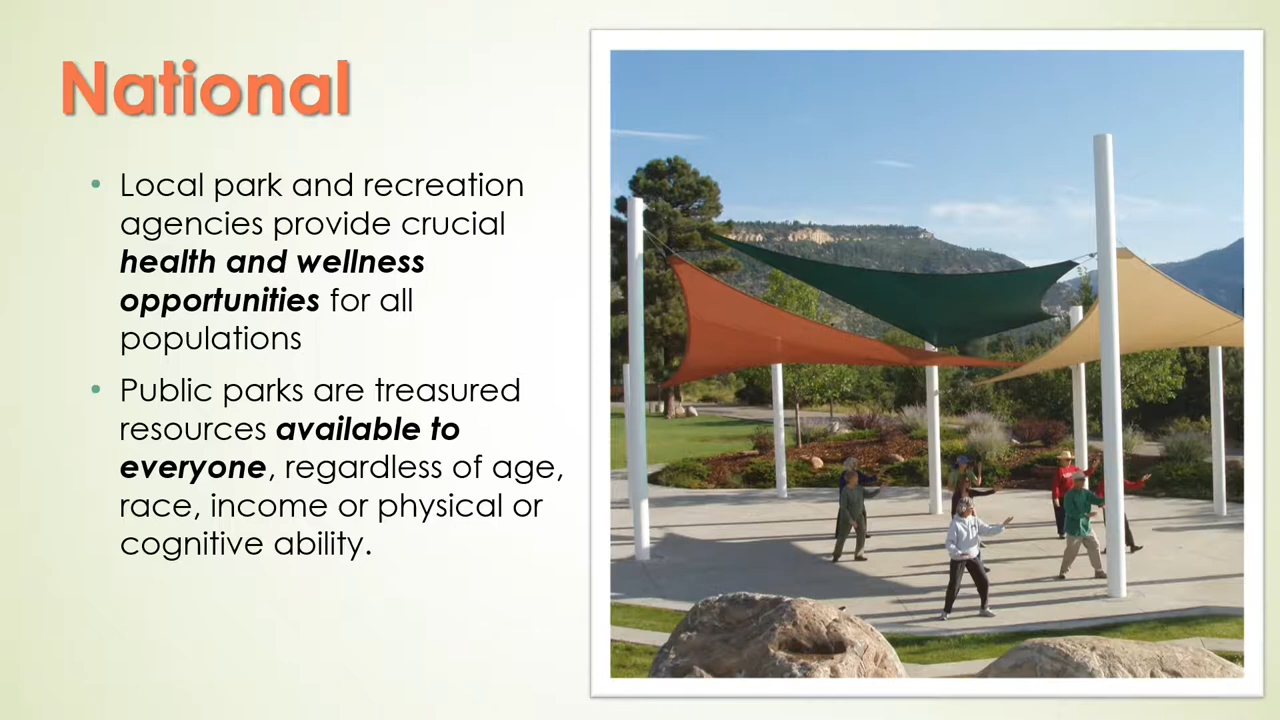 National
• Local park and recreation
agencies provide crucial
health and wellness
opportunities for all
populations
• Public parks are treasured
resources available to
everyone, regardless of age,
race, income or physical or
cognitive ability.